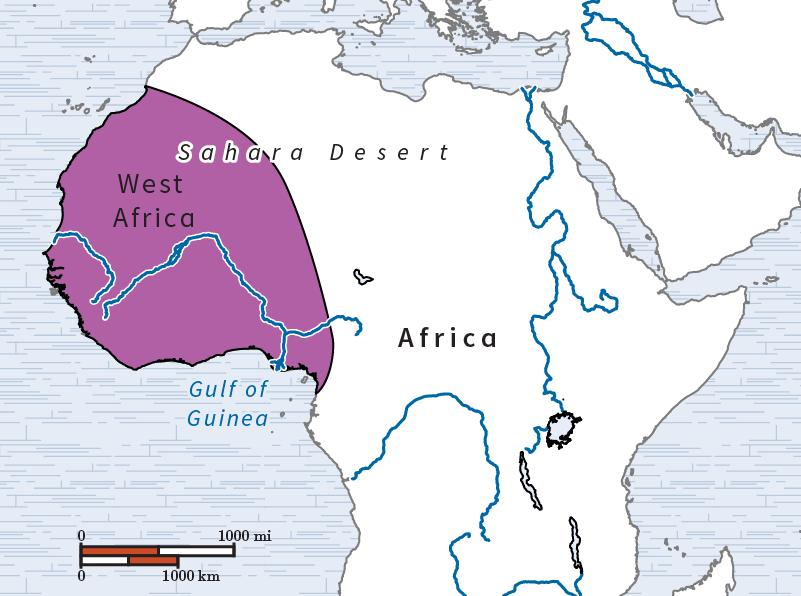 Sahara Desert
West
Africa
Africa
Gulf of
Guinea
0 1000 mi
0 1000 km